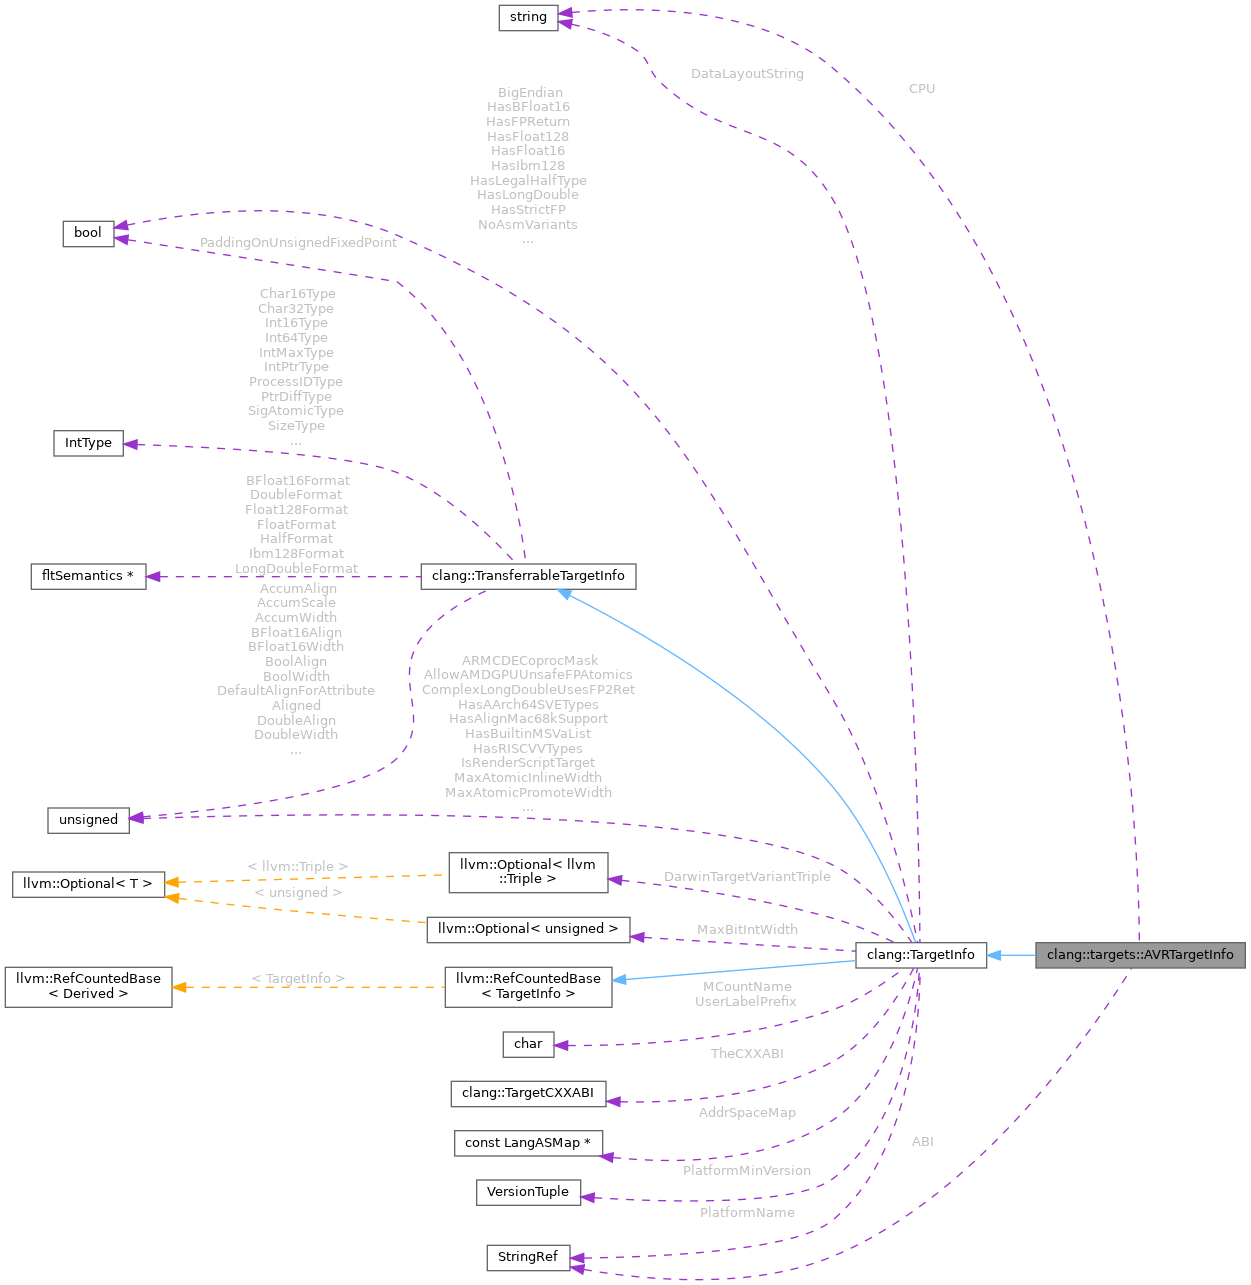 string
DataLayoutString
CPU
BigEndian
HasBFloat16
HasFPReturn
HasFloat128
HasFloat16
HasIbm128
HasLegalHalfType
HasLongDouble
HasStrictFP
NoAsmVariants
...
bool
PaddingOnUnsignedFixedPoint
Char16Type
Char32Type
Int16Type
Int64Type
IntMaxType
IntPtrType
ProcessIDType
PtrDiffType
SigAtomicType
SizeType
...
IntType
BFloat16Format
DoubleFormat
Float128Format
FloatFormat
HalfFormat
Ibm128Format
LongDoubleFormat
fltSemantics *
clang::TransferrableTargetInfo
AccumAlign
AccumScale
AccumWidth
BFloat16Align
BFloat16Width
BoolAlign
BoolWidth
DefaultAlignForAttribute
Aligned
DoubleAlign
DoubleWidth
...
ARMCDECoprocMask
AllowAMDGPUUnsafeFPAtomics
ComplexLongDoubleUsesFP2Ret
HasAArch64SVETypes
HasAlignMac68kSupport
HasBuiltinMSVaList
HasRISCVVTypes
IsRenderScriptTarget
MaxAtomicInlineWidth
MaxAtomicPromoteWidth
...
unsigned
llvm::Optional< T >
< llvm::Triple >
< unsigned >
llvm::Optional< llvm
::Triple >
DarwinTargetVariantTriple
llvm::Optional< unsigned >
MaxBitIntWidth
clang::TargetInfo
clang::targets::AVRTargetInfo
llvm::RefCountedBase
< Derived >
< TargetInfo >
llvm::RefCountedBase
< TargetInfo >
MCountName
UserLabelPrefix
char
TheCXXABI
clang::TargetCXXABI
AddrSpaceMap
const LangASMap *
ABI
PlatformMinVersion
VersionTuple
PlatformName
StringRef